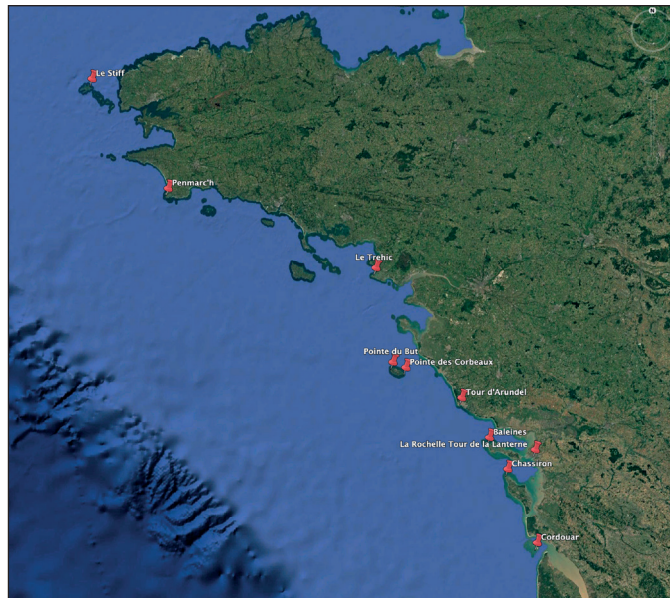 N
Le Stiff
Penmarc'h
Le Trehic
Pointe du But
Pointe des Corbeaux
Tour d'Arundel
Baleines
La Rochelle Tour de la Lanterne
Chassiron
Cordouar